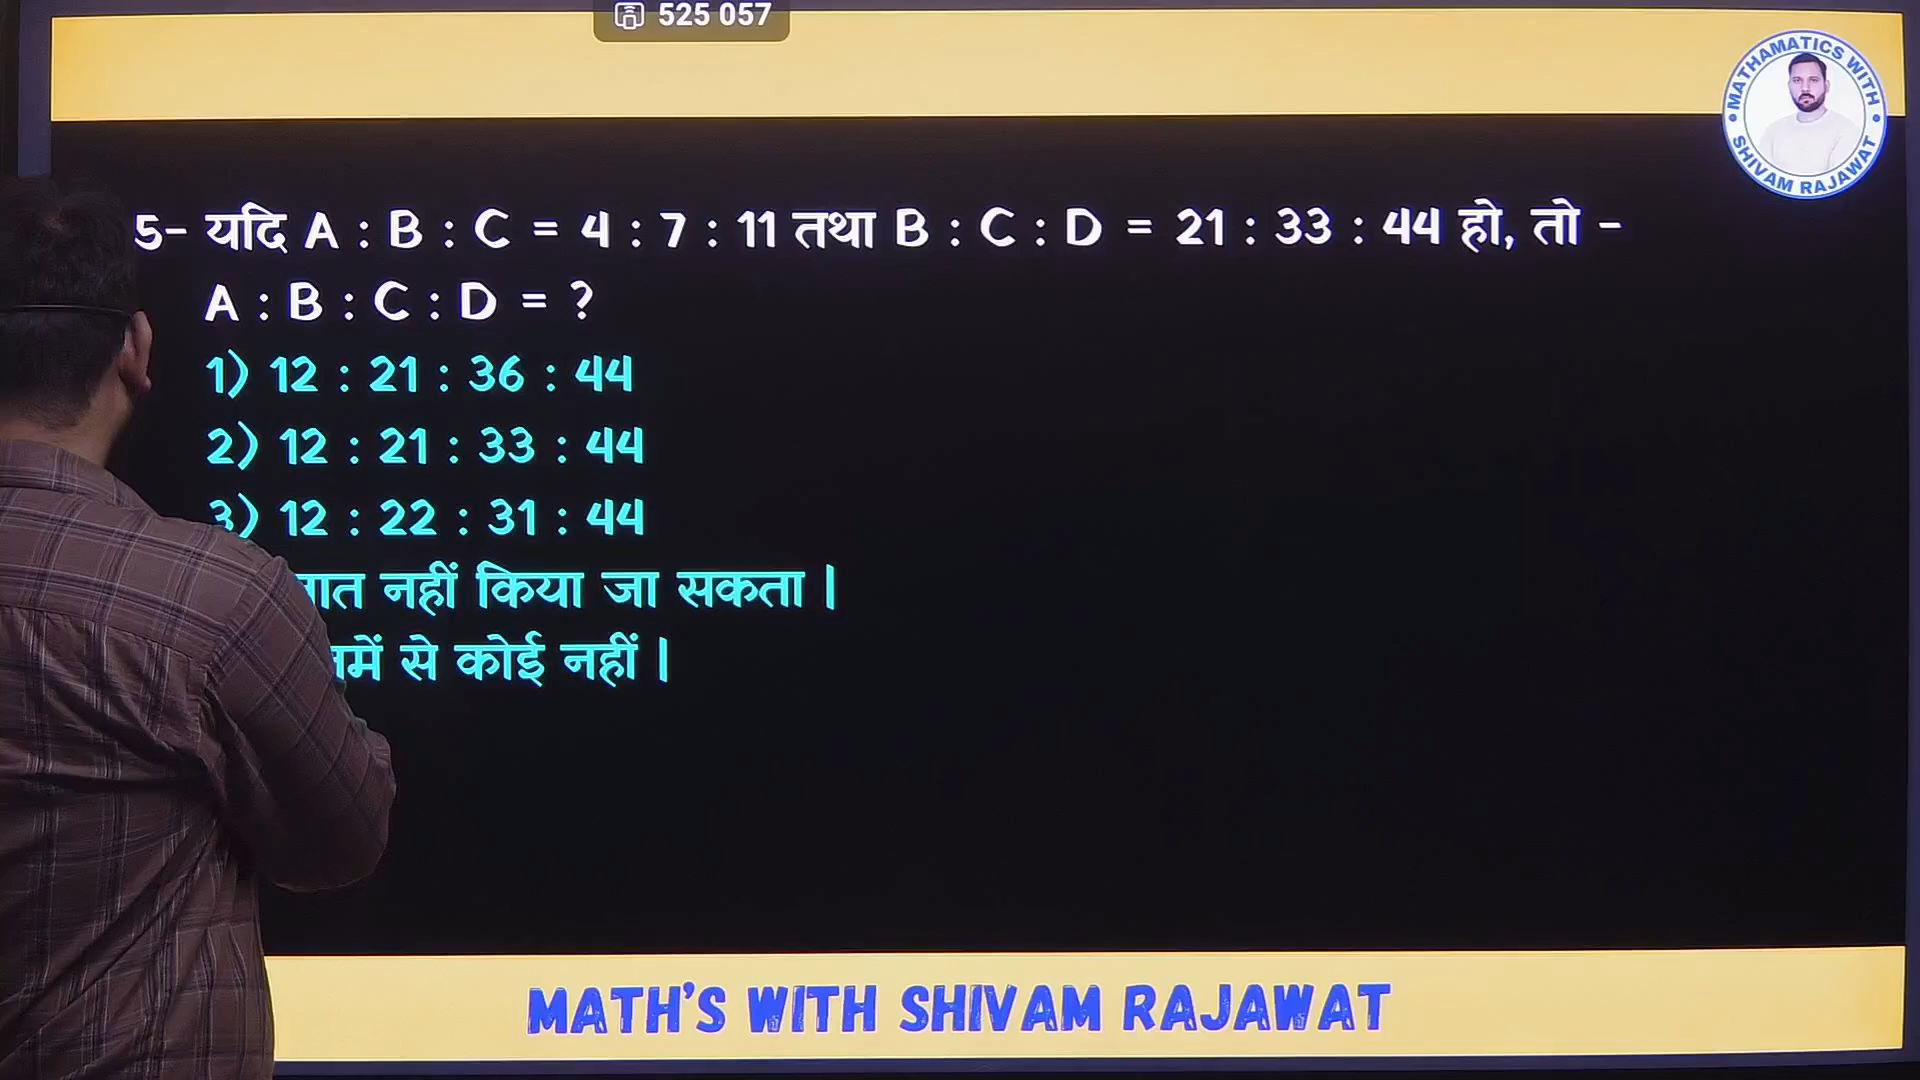 525 057
MATHAMATICS WITH
SHIVAM RAJAWAT
5- यदि A : B : C = 4 : 7 : 11 तथा B : C : D = 21 : 33 : 44 हो, तो -
A : B : C : D = ?
1) 12 : 21 : 36 : 44
2) 12 : 21 : 33 : 44
3) 12 : 22 : 31 : 44
नहीं किया जा सकता |
से कोई नहीं |
MATH'S WITH SHIVAM RAJAWAT